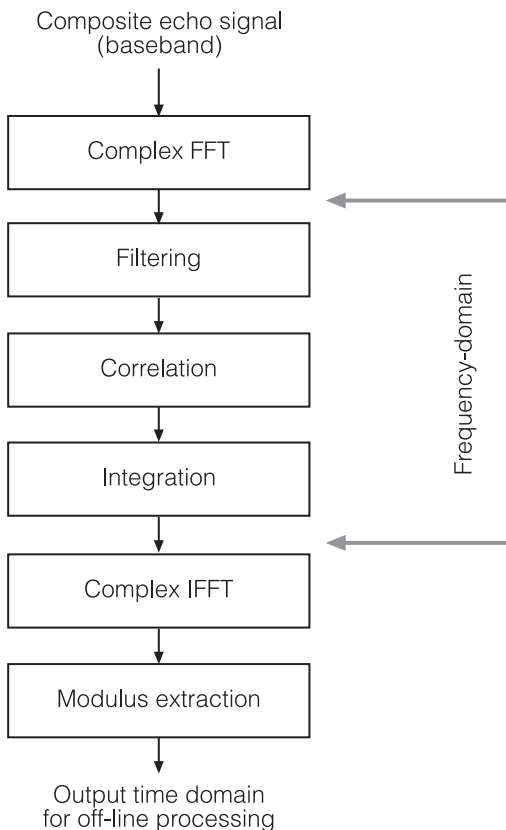 Composite echo signal
(baseband)
Complex FFT
Filtering
Correlation
Integration
Complex IFFT
Modulus extraction
Output time domain
for off-line processing
Frequency-domain